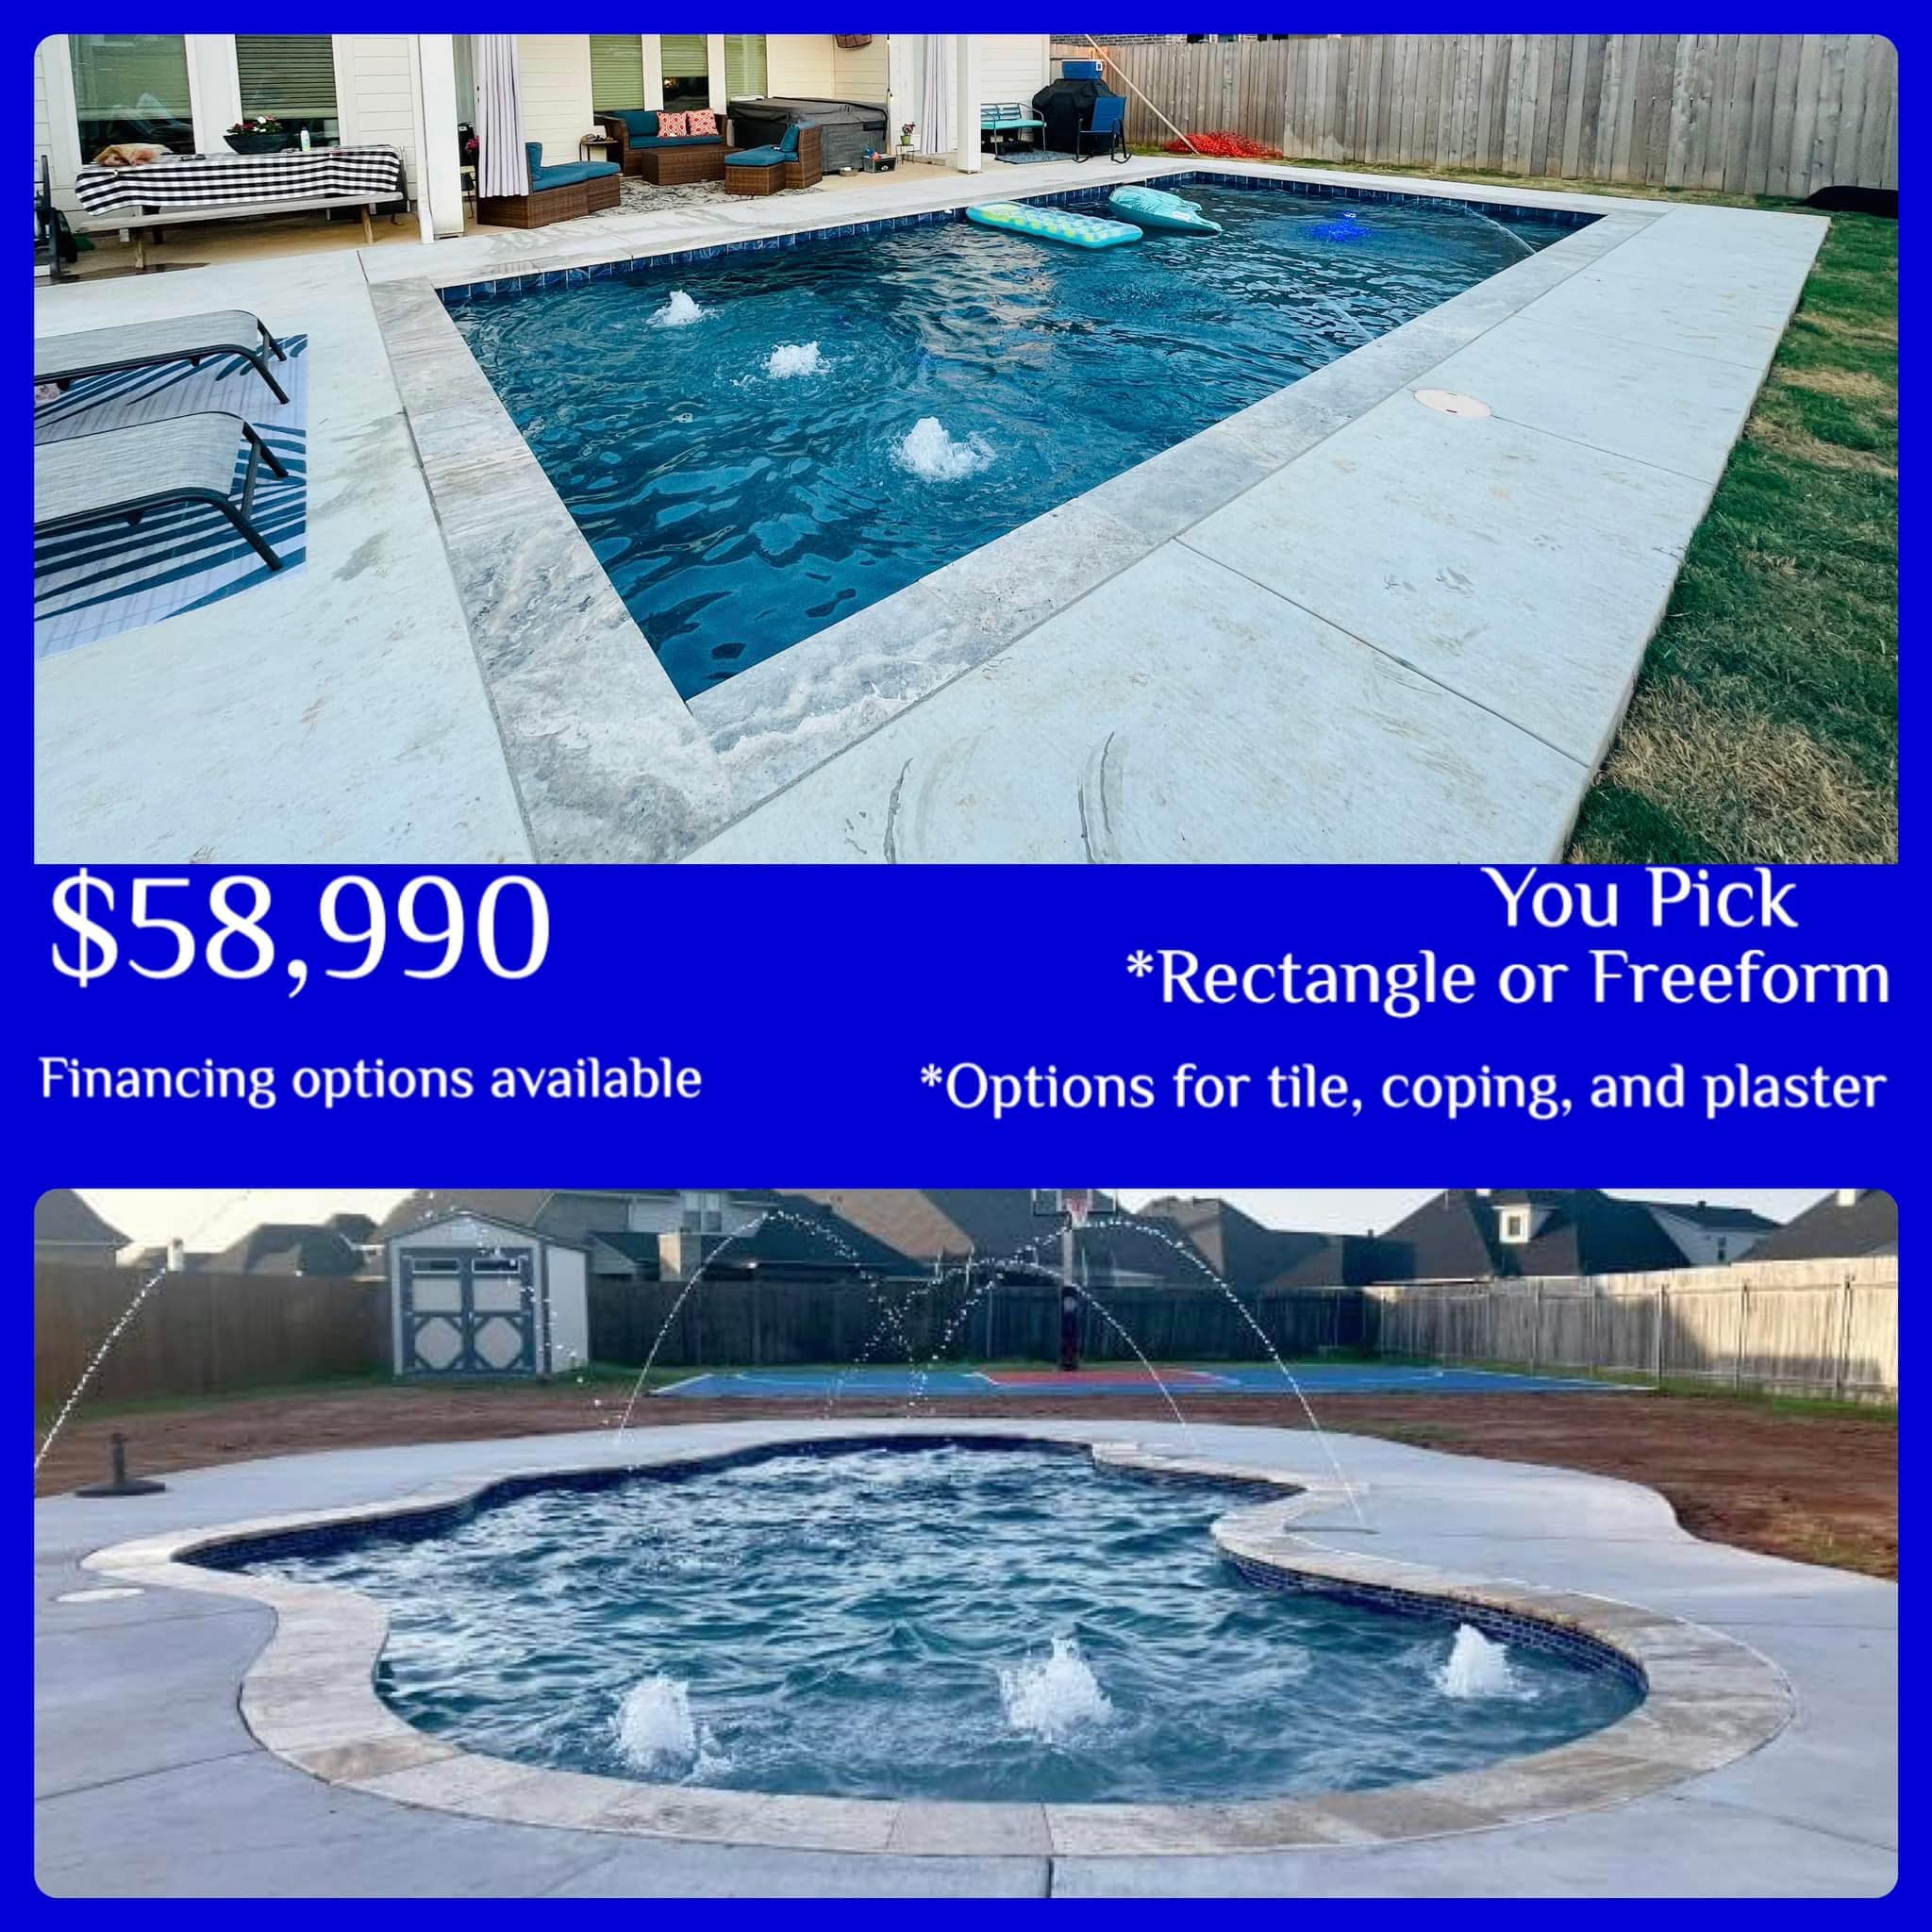 $58,990
Financing options available
You Pick
*Rectangle or Freeform
*Options for tile, coping, and plaster